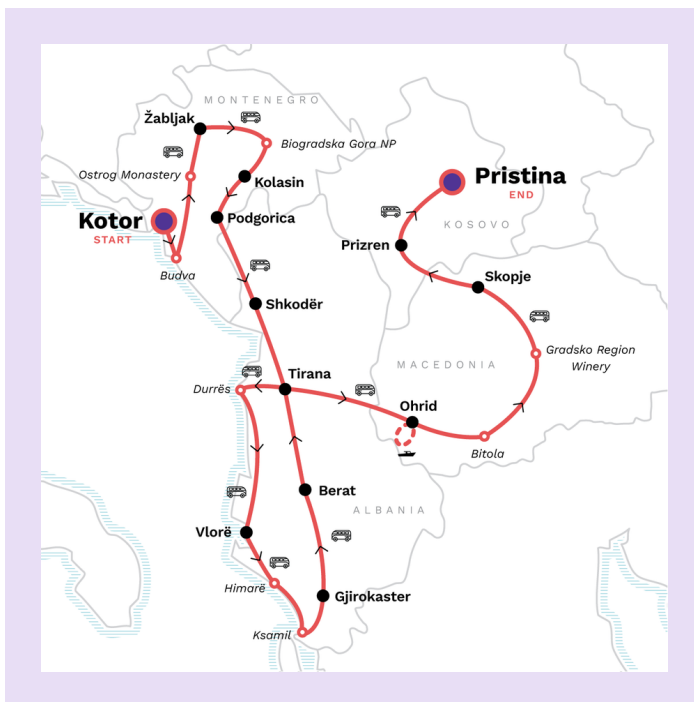 MONTENEGRO
Žabljak
Biogradska Gora NP
Ostrog Monastery
Kolasin
Pristina
END
Kotor
START
Podgorica
KOSOVO
Prizren
Budva
Skopje
Shkodër
Gradsko Region
Winery
MACEDONIA
Tirana
Durrës
Ohrid
Bitola
Berat
ALBANIA
Vlorë
Himarë
Gjirokaster
Ksamil